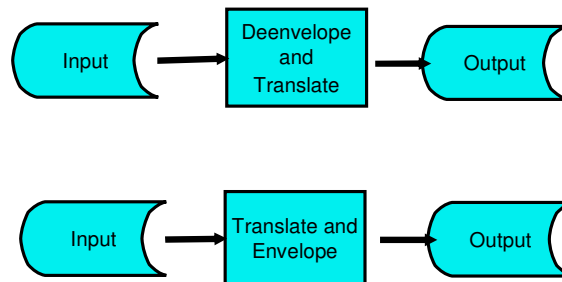 Input
Deenvelope
and
Translate
Output
Input
Translate and
Envelope
Output